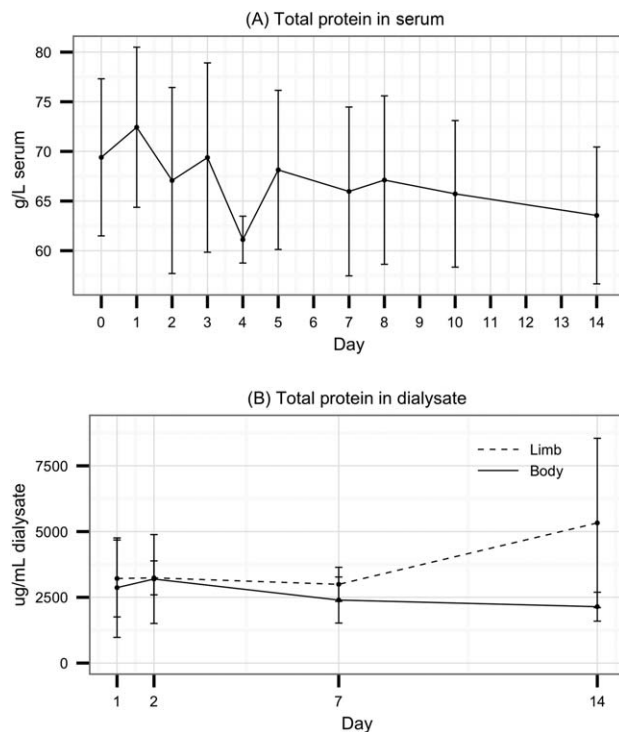 (A) Total protein in serum
80
75
70
65
60
g/L serum
0 1 2 3 4 5 6 7 8 9 10 11 12 13 14
Day
(B) Total protein in dialysate
Limb
Body
7500
5000
2500
0
ug/mL dialysate
1 2 7 14
Day